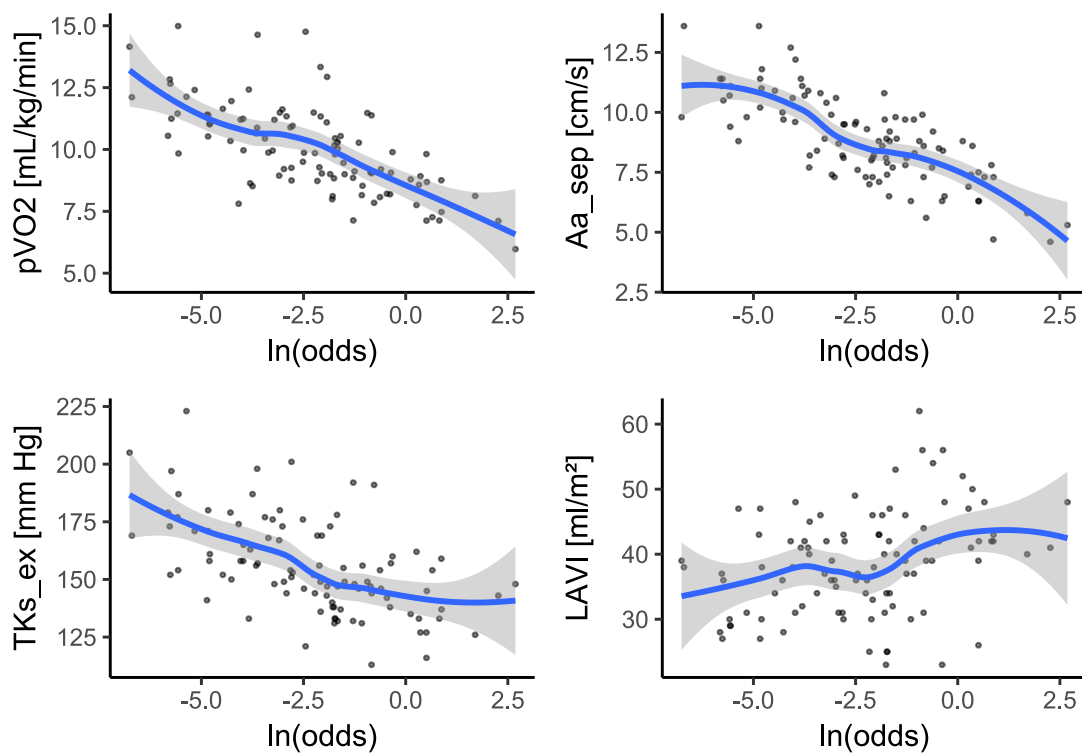 pVO2 [mL/kg/min]
15.0
12.5
10.0
7.5
5.0
-5.0 -2.5 0.0 2.5
ln(odds)
Aa_sep [cm/s]
12.5
10.0
7.5
5.0
2.5
-5.0 -2.5 0.0 2.5
ln(odds)
TKs_ex [mm Hg]
225
200
175
150
125
-5.0 -2.5 0.0 2.5
ln(odds)
LAVI [ml/m²]
60
50
40
30
-5.0 -2.5 0.0 2.5
ln(odds)